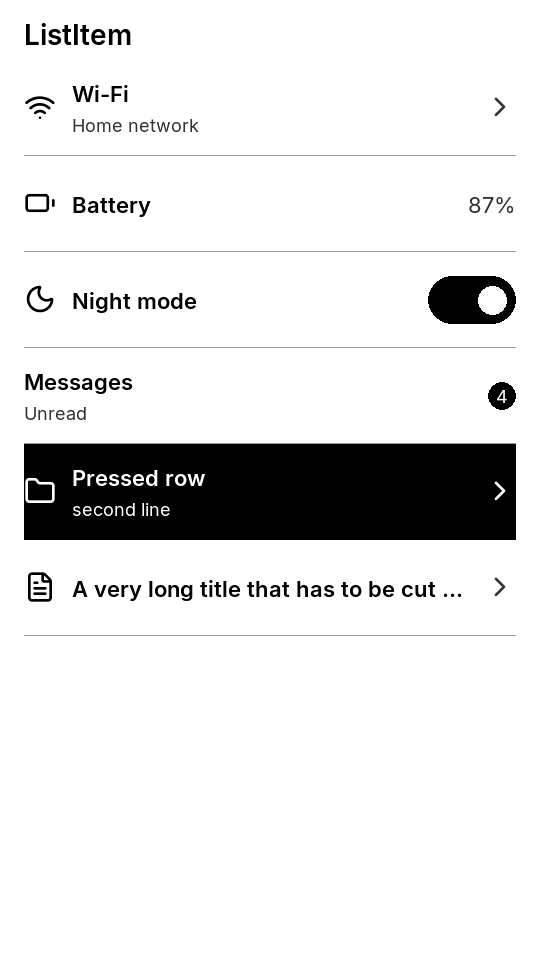 ListItem
Wi-Fi
Home network
Battery
87%
Night mode
Messages
Unread
4
Pressed row
second line
A very long title that has to be cut ...